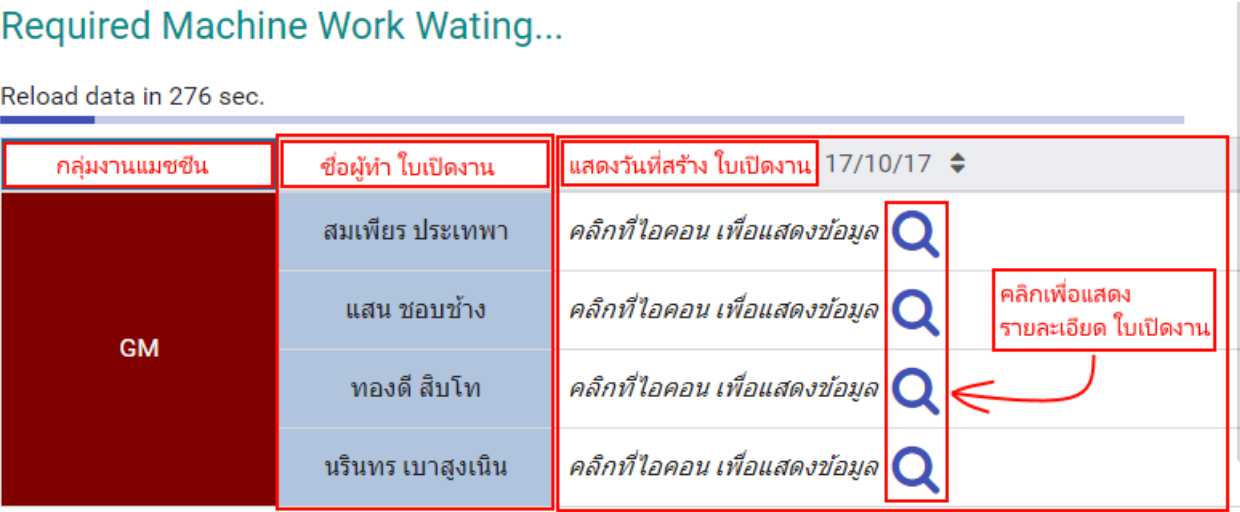 Required Machine Work Wating...
Reload data in 276 sec.
กลุ่มงานแมชชีน ชื่อผู้ทำ ใบเปิดงาน แสดงวันที่สร้าง ใบเปิดงาน 17/10/17
สมเพียร ประเทพา คลิกที่ไอคอน เพื่อแสดงข้อมูล
แสน ชอบช้าง คลิกที่ไอคอน เพื่อแสดงข้อมูล
คลิกเพื่อแสดง
รายละเอียด ใบเปิดงาน
GM
ทองดี สิบโท คลิกที่ไอคอน เพื่อแสดงข้อมูล
นรินทร เบาสูงเนิน คลิกที่ไอคอน เพื่อแสดงข้อมูล